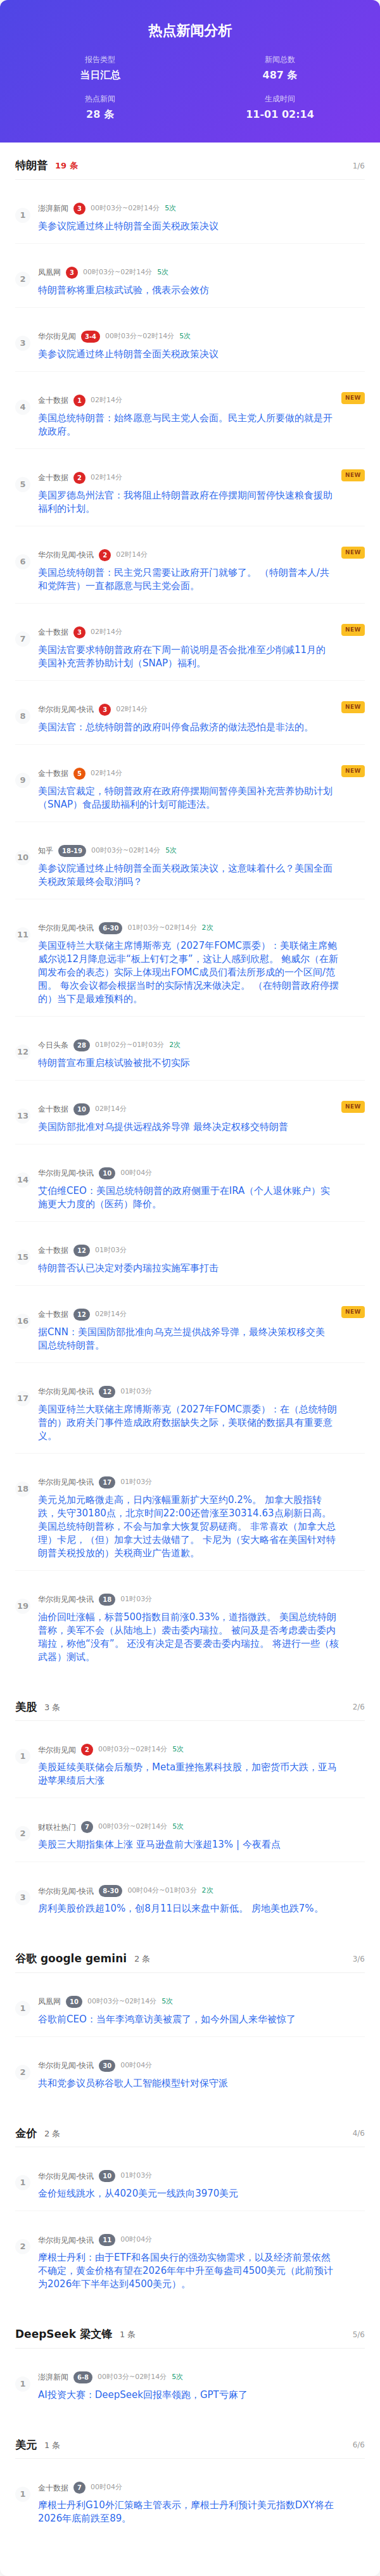 热点新闻分析
报告类型
当日汇总
新闻总数
487 条
热点新闻
28 条
生成时间
11-01 02:14
特朗普 19 条 1/6
1
澎湃新闻 3 00时03分~02时14分 5次
美参议院通过终止特朗普全面关税政策决议
2
凤凰网 3 00时03分~02时14分 5次
特朗普称将重启核武试验，俄表示会效仿
3
华尔街见闻 3-4 00时03分~02时14分 5次
美参议院通过终止特朗普全面关税政策决议
4
金十数据 1 02时14分 NEW
美国总统特朗普：始终愿意与民主党人会面。民主党人所要做的就是开
放政府。
5
金十数据 2 02时14分 NEW
美国罗德岛州法官：我将阻止特朗普政府在停摆期间暂停快速粮食援助
福利的计划。
6
华尔街见闻-快讯 2 02时14分 NEW
美国总统特朗普：民主党只需要让政府开门就够了。 （特朗普本人/共
和党阵营）一直都愿意与民主党会面。
7
金十数据 3 02时14分 NEW
美国法官要求特朗普政府在下周一前说明是否会批准至少削减11月的
美国补充营养协助计划（SNAP）福利。
8
华尔街见闻-快讯 3 02时14分 NEW
美国法官：总统特朗普的政府叫停食品救济的做法恐怕是非法的。
9
金十数据 5 02时14分 NEW
美国法官裁定，特朗普政府在政府停摆期间暂停美国补充营养协助计划
（SNAP）食品援助福利的计划可能违法。
10
知乎 18-19 00时03分~02时14分 5次
美参议院通过终止特朗普全面关税政策决议，这意味着什么？美国全面
关税政策最终会取消吗？
11
华尔街见闻-快讯 6-30 01时03分~02时14分 2次
美国亚特兰大联储主席博斯蒂克（2027年FOMC票委）：美联储主席鲍
威尔说12月降息远非“板上钉钉之事”，这让人感到欣慰。 鲍威尔（在新
闻发布会的表态）实际上体现出FOMC成员们看法所形成的一个区间/范
围。 每次会议都会根据当时的实际情况来做决定。 （在特朗普政府停摆
的）当下是最难预料的。
12
今日头条 28 01时02分~01时03分 2次
特朗普宣布重启核试验被批不切实际
13
金十数据 10 02时14分 NEW
美国防部批准对乌提供远程战斧导弹 最终决定权移交特朗普
14
华尔街见闻-快讯 10 00时04分
艾伯维CEO：美国总统特朗普的政府侧重于在IRA（个人退休账户）实
施更大力度的（医药）降价。
15
金十数据 12 01时03分
特朗普否认已决定对委内瑞拉实施军事打击
16
金十数据 12 02时14分 NEW
据CNN：美国国防部批准向乌克兰提供战斧导弹，最终决策权移交美
国总统特朗普。
17
华尔街见闻-快讯 12 01时03分
美国亚特兰大联储主席博斯蒂克（2027年FOMC票委）：在（总统特朗
普的）政府关门事件造成政府数据缺失之际，美联储的数据具有重要意
义。
18
华尔街见闻-快讯 17 01时03分
美元兑加元略微走高，日内涨幅重新扩大至约0.2%。 加拿大股指转
跌，失守30180点，北京时间22:00还曾涨至30314.63点刷新日高。
美国总统特朗普称，不会与加拿大恢复贸易磋商。 非常喜欢（加拿大总
理）卡尼，（但）加拿大过去做错了。 卡尼为（安大略省在美国针对特
朗普关税投放的）关税商业广告道歉。
19
华尔街见闻-快讯 18 01时03分
油价回吐涨幅，标普500指数目前涨0.33%，道指微跌。 美国总统特朗
普称，美军不会（从陆地上）袭击委内瑞拉。 被问及是否考虑袭击委内
瑞拉，称他“没有”。 还没有决定是否要袭击委内瑞拉。 将进行一些（核
武器）测试。
美股 3 条 2/6
1
华尔街见闻 2 00时03分~02时14分 5次
美股延续美联储会后颓势，Meta重挫拖累科技股，加密货币大跌，亚马
逊苹果绩后大涨
2
财联社热门 7 00时03分~02时14分 5次
美股三大期指集体上涨 亚马逊盘前大涨超13% | 今夜看点
3
华尔街见闻-快讯 8-30 00时04分~01时03分 2次
房利美股价跌超10%，创8月11日以来盘中新低。 房地美也跌7%。
谷歌 google gemini 2 条 3/6
1
凤凰网 10 00时03分~02时14分 5次
谷歌前CEO：当年李鸿章访美被震了，如今外国人来华被惊了
2
华尔街见闻-快讯 30 00时04分
共和党参议员称谷歌人工智能模型针对保守派
金价 2 条 4/6
1
华尔街见闻-快讯 10 01时03分
金价短线跳水，从4020美元一线跌向3970美元
2
华尔街见闻-快讯 11 00时04分
摩根士丹利：由于ETF和各国央行的强劲实物需求，以及经济前景依然
不确定，黄金价格有望在2026年年中升至每盎司4500美元（此前预计
为2026年下半年达到4500美元）。
DeepSeek 梁文锋 1 条 5/6
1
澎湃新闻 6-8 00时03分~02时14分 5次
AI投资大赛：DeepSeek回报率领跑，GPT亏麻了
美元 1 条 6/6
1
金十数据 7 00时04分
摩根士丹利G10外汇策略主管表示，摩根士丹利预计美元指数DXY将在
2026年底前跌至89。